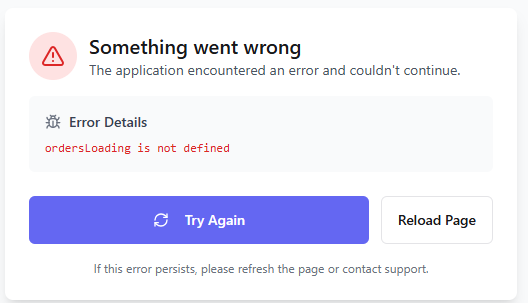 Something went wrong
The application encountered an error and couldn't continue.
Error Details
ordersLoading is not defined
Try Again
Reload Page
If this error persists, please refresh the page or contact support.